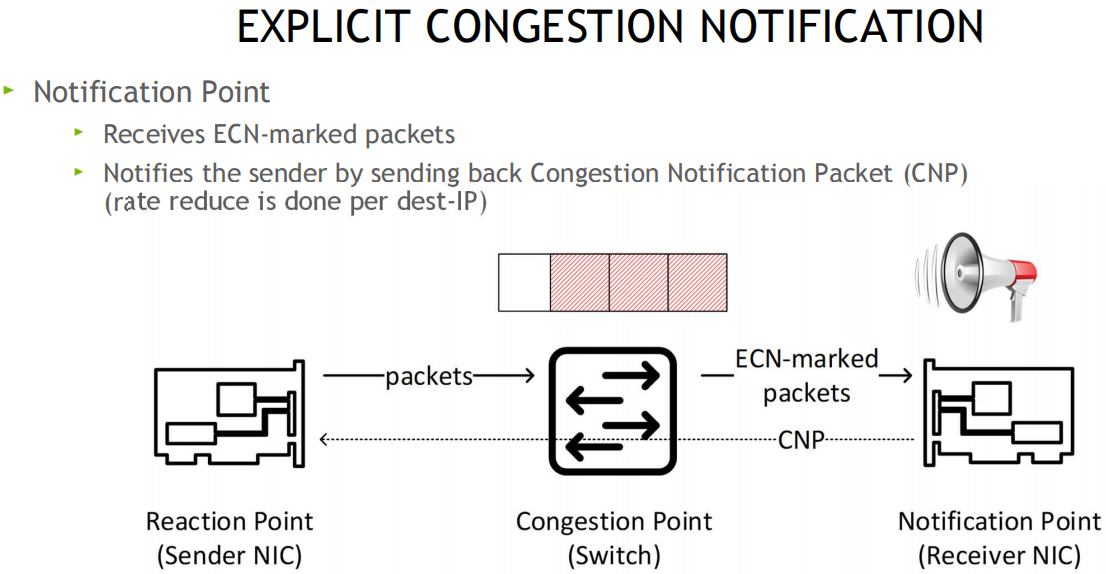 EXPLICIT CONGESTION NOTIFICATION
Notification Point
Receives ECN-marked packets
Notifies the sender by sending back Congestion Notification Packet (CNP)
(rate reduce is done per dest-IP)
packets
ECN-marked
packets
CNP
Reaction Point
(Sender NIC)
Congestion Point
(Switch)
Notification Point
(Receiver NIC)